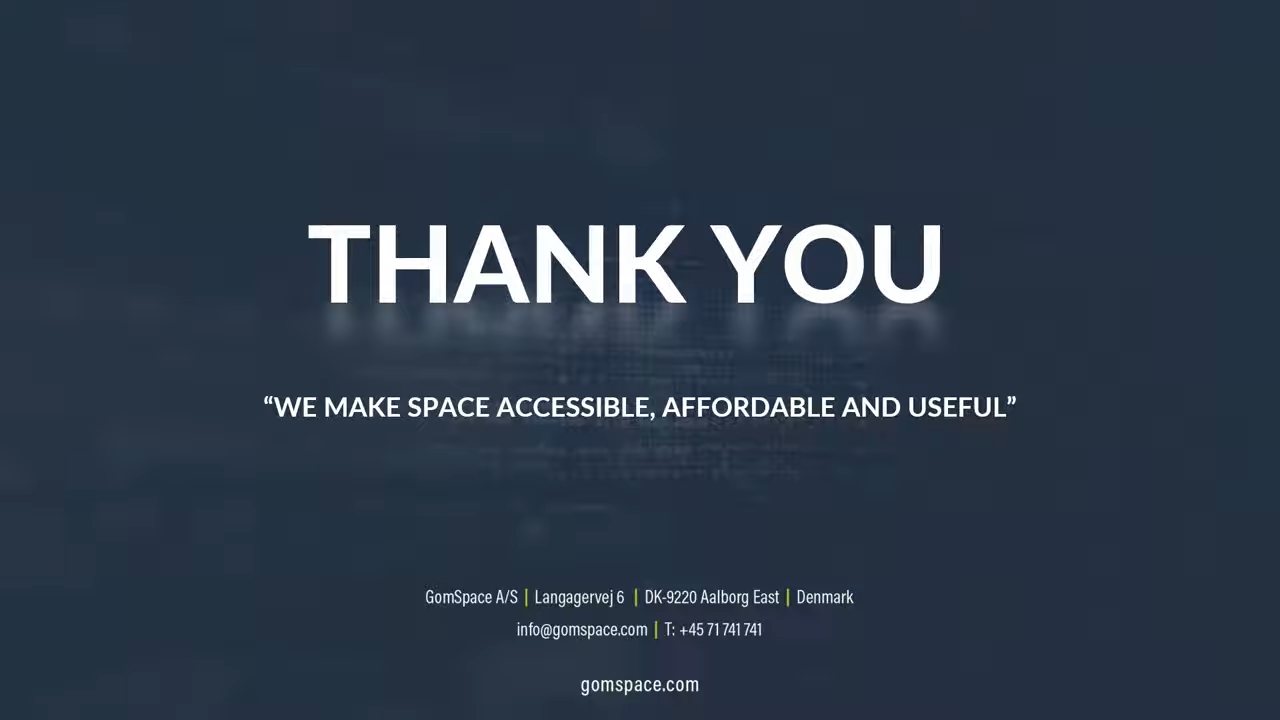 THANK YOU
“WE MAKE SPACE ACCESSIBLE, AFFORDABLE AND USEFUL”
GomSpace A/S | Langagervej 6 | DK-9220 Aalborg East | Denmark
info@gomspace.com | T: +45 71 741 741
gomspace.com